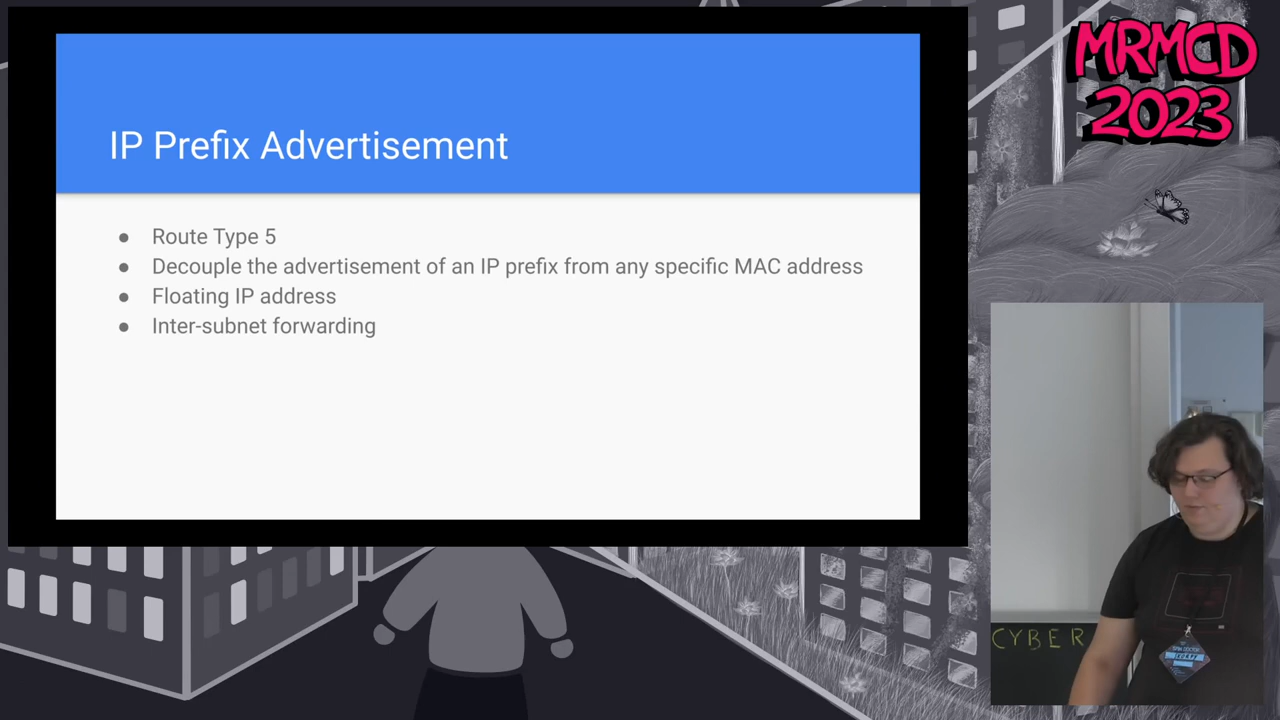 IP Prefix Advertisement
● Route Type 5
● Decouple the advertisement of an IP prefix from any specific MAC address
● Floating IP address
● Inter-subnet forwarding
MRMCD
2023
CYBER